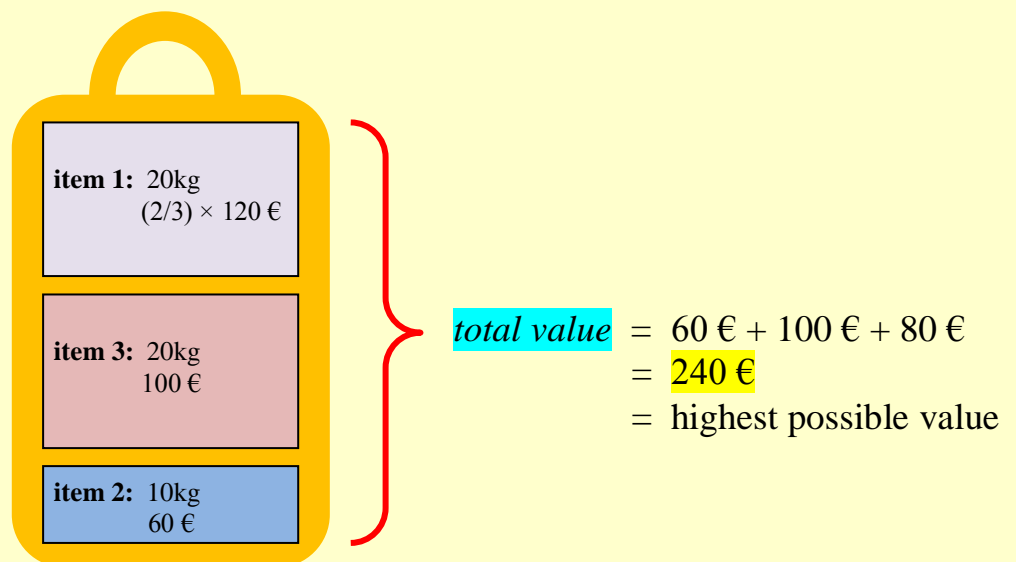 item 1: 20kg
(2/3) × 120 €
item 3: 20kg
100 €
item 2: 10kg
60 €
total value = 60 € + 100 € + 80 €
= 240 €
= highest possible value